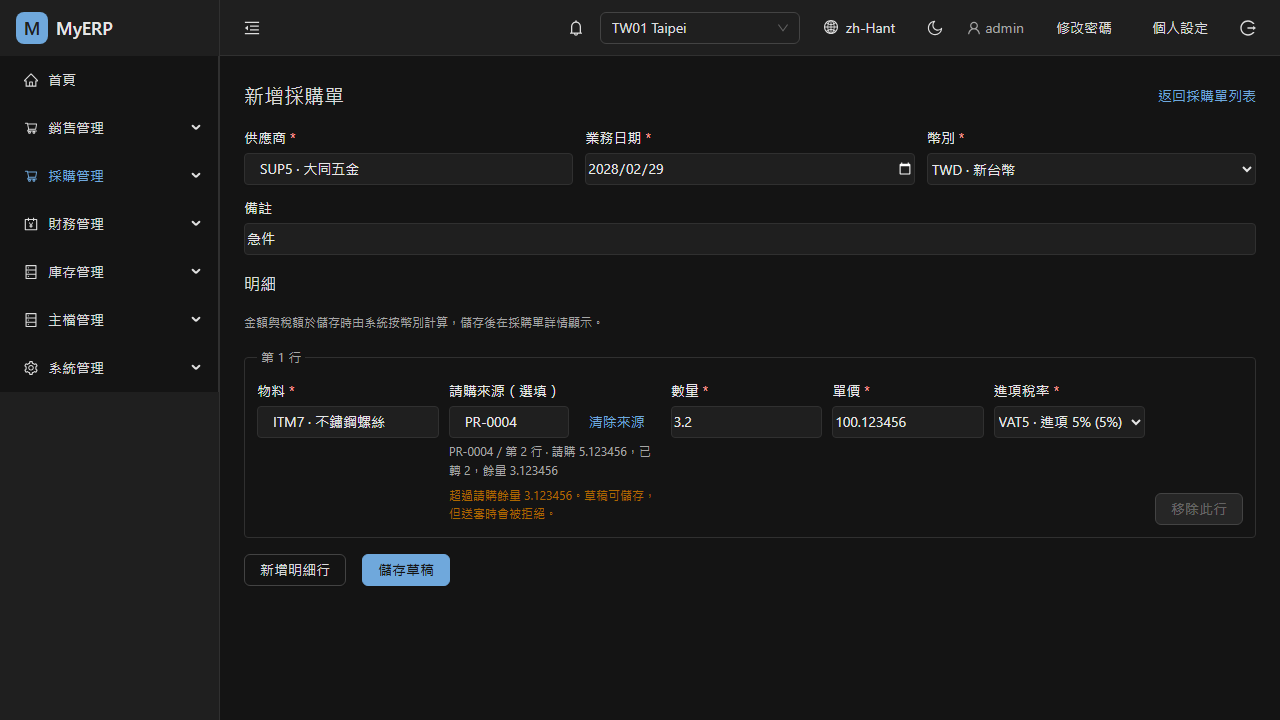 M MyERP
TW01 Taipei
zh-Hant
admin
修改密碼
個人設定
首頁
銷售管理
採購管理
財務管理
庫存管理
主檔管理
系統管理
新增採購單
返回採購單列表
供應商 *
業務日期 *
幣別 *
SUP5 · 大同五金
2028/02/29
TWD · 新台幣
備註
急件
明細
金額與稅額於儲存時由系統按幣別計算，儲存後在採購單詳情顯示。
第 1 行
物料 *
請購來源（選填）
數量 *
單價 *
進項稅率 *
ITM7 · 不鏽鋼螺絲
PR-0004
清除來源
3.2
100.123456
VAT5 · 進項 5% (5%)
PR-0004 / 第 2 行 · 請購 5.123456，已
轉 2，餘量 3.123456
超過請購餘量 3.123456。草稿可儲存，
但送審時會被拒絕。
移除此行
新增明細行
儲存草稿